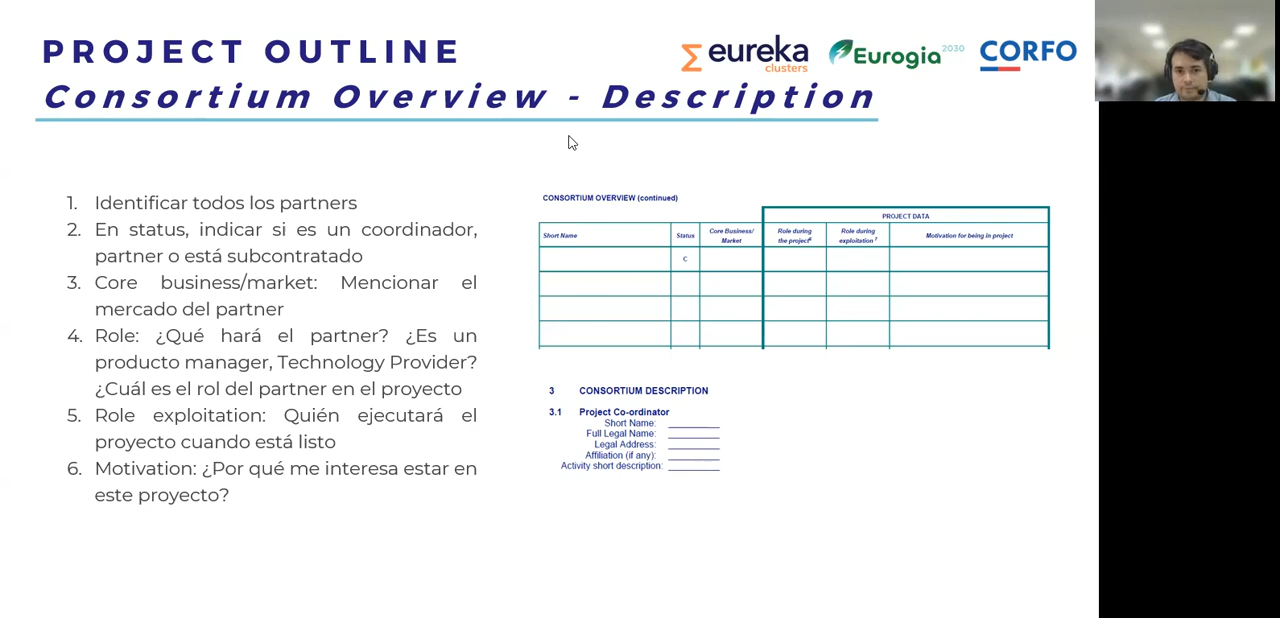 PROJECT OUTLINE
Consortium Overview - Description
eureka
clusters
Eurogia 2030
CORFO
1. Identificar todos los partners
2. En status, indicar si es un coordinador,
partner o está subcontratado
3. Core business/market: Mencionar el
mercado del partner
4. Role: ¿Qué hará el partner? ¿Es un
producto manager, Technology Provider?
¿Cuál es el rol del partner en el proyecto
5. Role exploitation: Quién ejecutará el
proyecto cuando está listo
6. Motivation: ¿Por qué me interesa estar en
este proyecto?
CONSORTIUM OVERVIEW (continued)
PROJECT DATA
Short Name
Status
Core Business/
Market
Role during
the project⁶
Role during
exploitation ⁷
Motivation for being in project
C
3 CONSORTIUM DESCRIPTION
3.1 Project Co-ordinator
Short Name:
Full Legal Name:
Legal Address:
Affiliation (if any):
Activity short description: